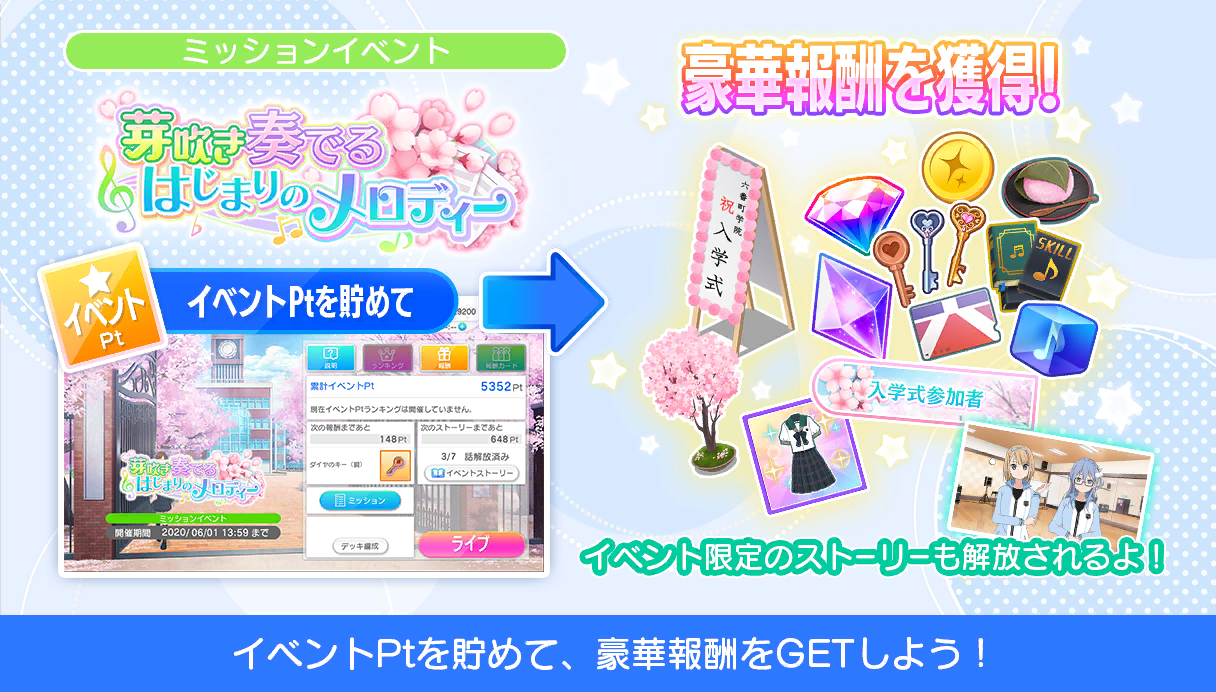 ミッションイベント
芽吹き奏でる
はじまりのメロディー
イベント
Pt
イベントPtを貯めて
9200
説明
ランキング
報酬
報酬カード
累計イベントPt
5352Pt
現在イベントPtランキングは開催していません。
次の報酬まであと
148Pt
ダイヤのキー（銅）
次のストーリーまであと
648Pt
3/7 話解放済み
イベントストーリー
ミッション
デッキ編成
ライブ
芽吹き奏でる
はじまりのメロディー
ミッションイベント
開催期間 2020/06/01 13:59 まで
豪華報酬を獲得!
六番町学院
祝入学式
SKILL
入学式参加者
イベント限定のストーリーも解放されるよ！
イベントPtを貯めて、豪華報酬をGETしよう！